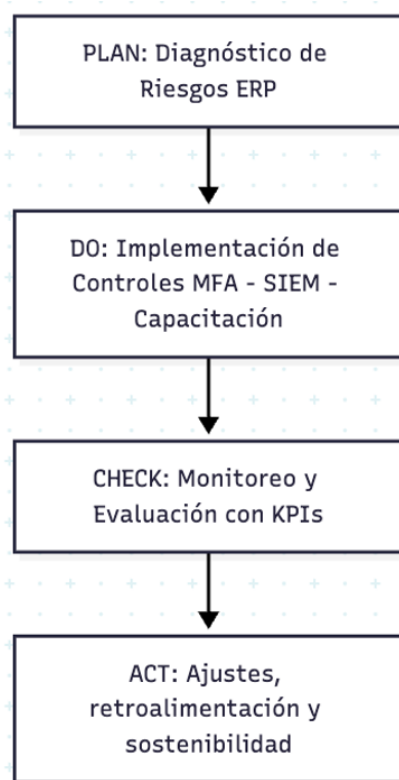 PLAN: Diagnóstico de
Riesgos ERP
DO: Implementación de
Controles MFA - SIEM -
Capacitación
CHECK: Monitoreo y
Evaluación con KPIs
ACT: Ajustes,
retroalimentación y
sostenibilidad